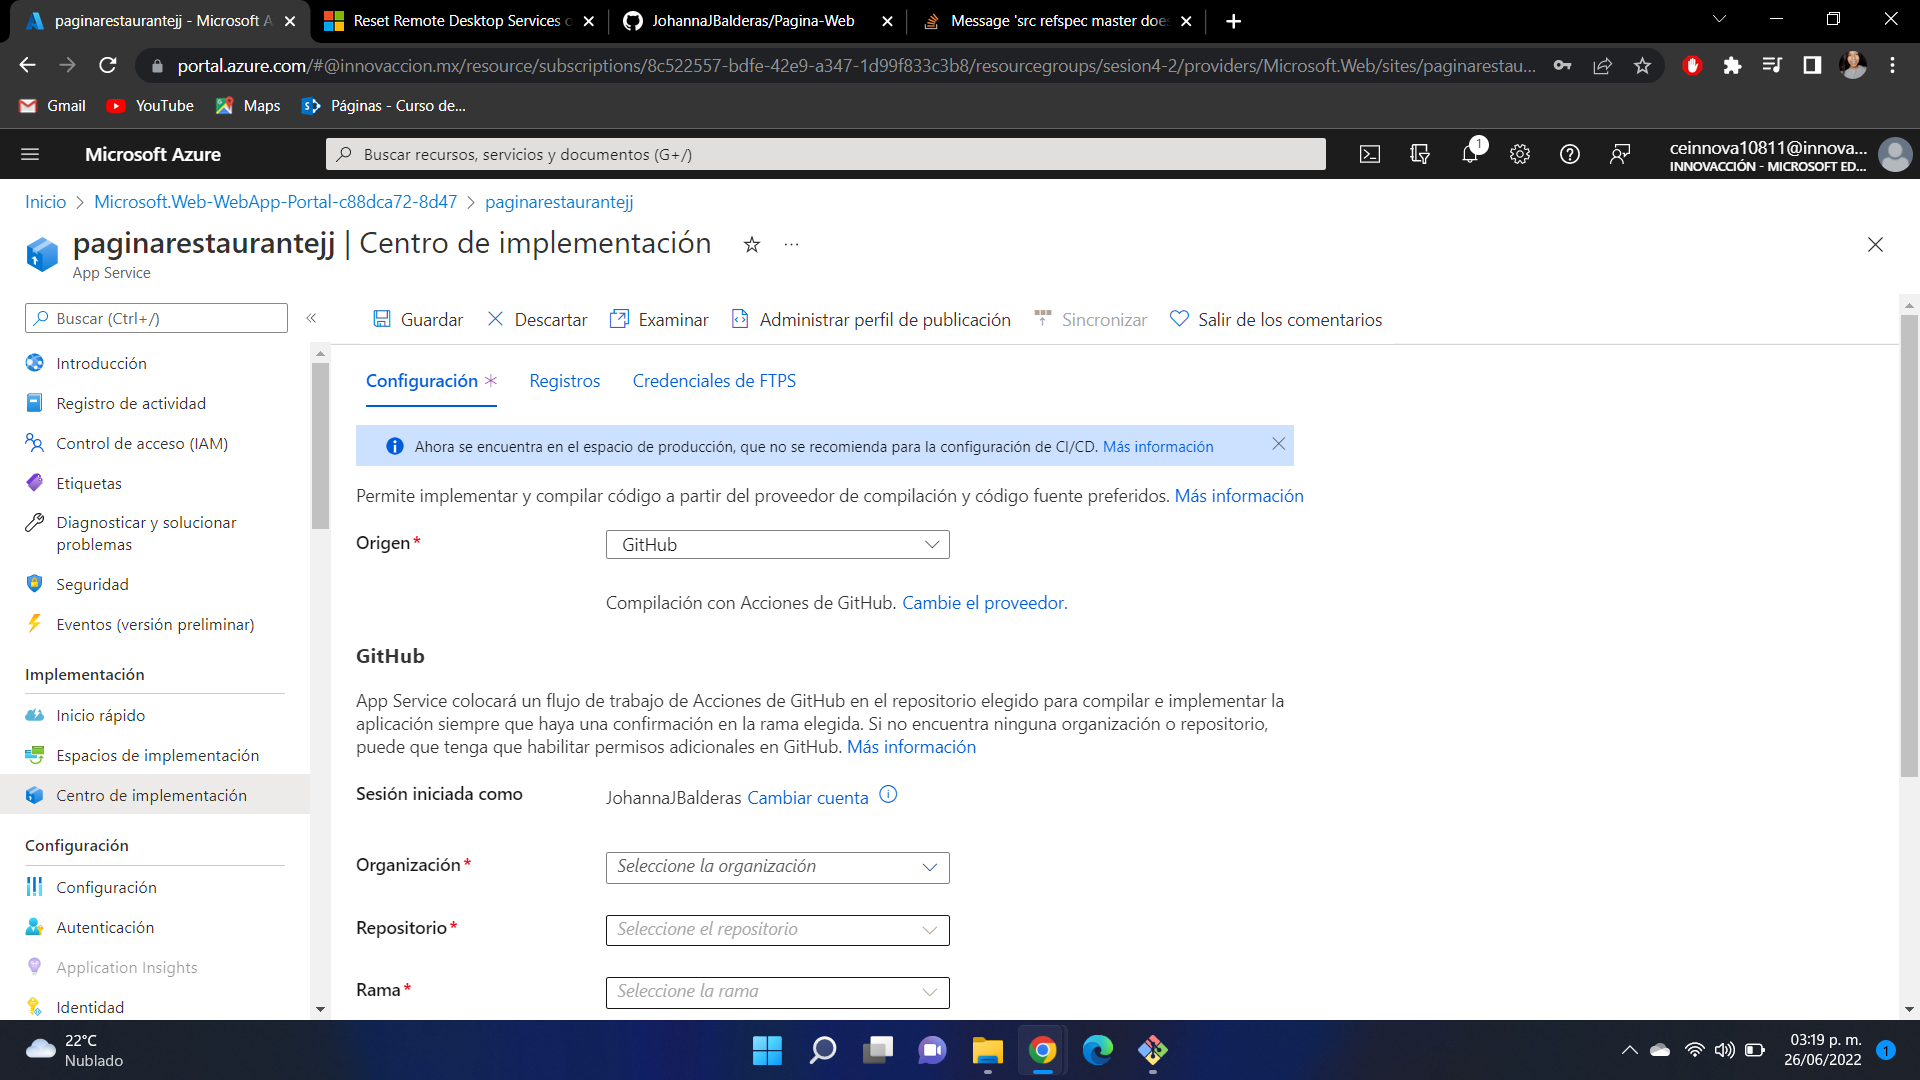 paginarestaurantejj - Microsoft A
Reset Remote Desktop Services o
JohannaJBalderas/Pagina-Web
Message 'src refspec master doe
portal.azure.com/#@innovaccion.mx/resource/subscriptions/8c522557-bdfe-42e9-a347-1d99f833c3b8/resourcegroups/sesion4-2/providers/Microsoft.Web/sites/paginarestau...
Gmail
YouTube
Maps
Páginas - Curso de...
Microsoft Azure
Buscar recursos, servicios y documentos (G+/)
1
ceinnova10811@innova...
INNOVACCIÓN - MICROSOFT ED...
Inicio > Microsoft.Web-WebApp-Portal-c88dca72-8d47 > paginarestaurantejj
paginarestaurantejj | Centro de implementación
App Service
Buscar (Ctrl+/)
Introducción
Registro de actividad
Control de acceso (IAM)
Etiquetas
Diagnosticar y solucionar
problemas
Seguridad
Eventos (versión preliminar)
Implementación
Inicio rápido
Espacios de implementación
Centro de implementación
Configuración
Configuración
Autenticación
Application Insights
Identidad
Guardar
Descartar
Examinar
Administrar perfil de publicación
Sincronizar
Salir de los comentarios
Configuración *
Registros
Credenciales de FTPS
Ahora se encuentra en el espacio de producción, que no se recomienda para la configuración de CI/CD. Más información
Permite implementar y compilar código a partir del proveedor de compilación y código fuente preferidos. Más información
Origen *
GitHub
Compilación con Acciones de GitHub. Cambie el proveedor.
GitHub
App Service colocará un flujo de trabajo de Acciones de GitHub en el repositorio elegido para compilar e implementar la
aplicación siempre que haya una confirmación en la rama elegida. Si no encuentra ninguna organización o repositorio,
puede que tenga que habilitar permisos adicionales en GitHub. Más información
Sesión iniciada como
JohannaJBalderas Cambiar cuenta
Organización *
Seleccione la organización
Repositorio *
Seleccione el repositorio
Rama *
Seleccione la rama
22°C
Nublado
03:19 p. m.
26/06/2022
1